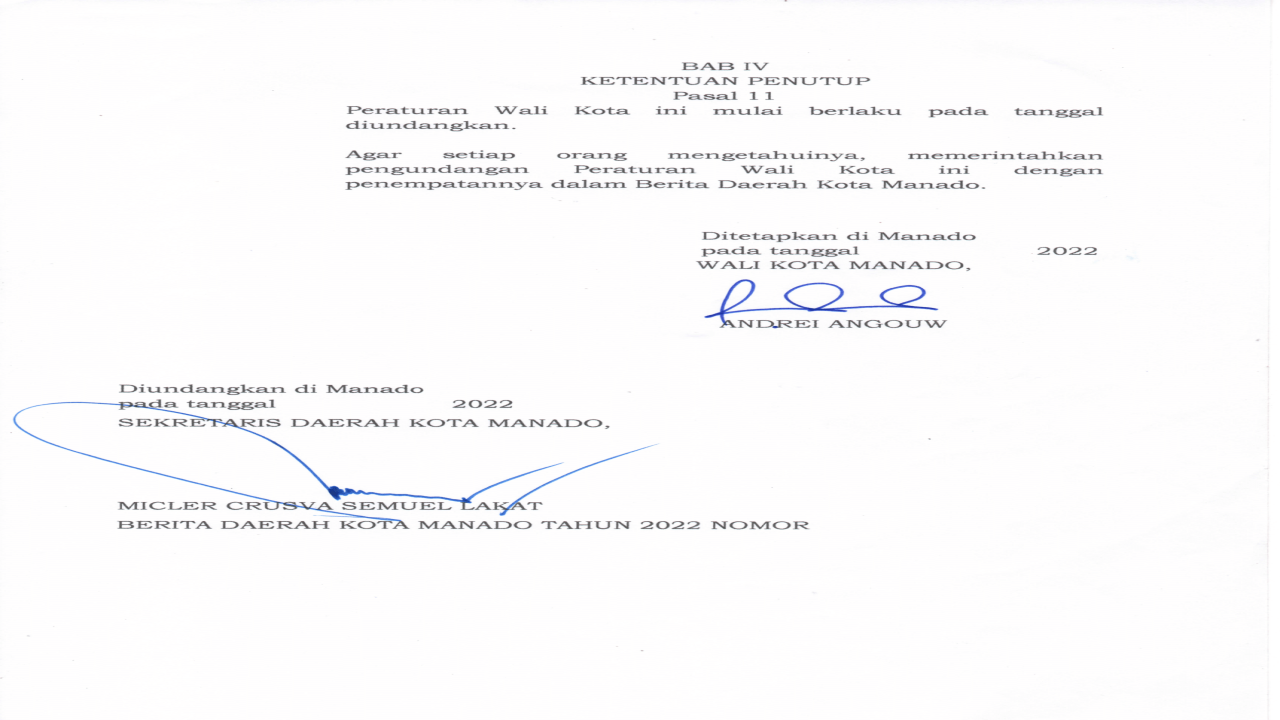 BAB IV
KETENTUAN PENUTUP
Pasal 11
Peraturan Wali Kota ini mulai berlaku pada tanggal
diundangkan.
Agar setiap orang mengetahuinya, memerintahkan
pengundangan Peraturan Wali Kota ini dengan
penempatannya dalam Berita Daerah Kota Manado.
Ditetapkan di Manado
pada tanggal 2022
WALI KOTA MANADO,
ANDREI ANGOUW
Diundangkan di Manado
pada tanggal 2022
SEKRETARIS DAERAH KOTA MANADO,
MICLER CRUSVA SEMUEL LAKAT
BERITA DAERAH KOTA MANADO TAHUN 2022 NOMOR